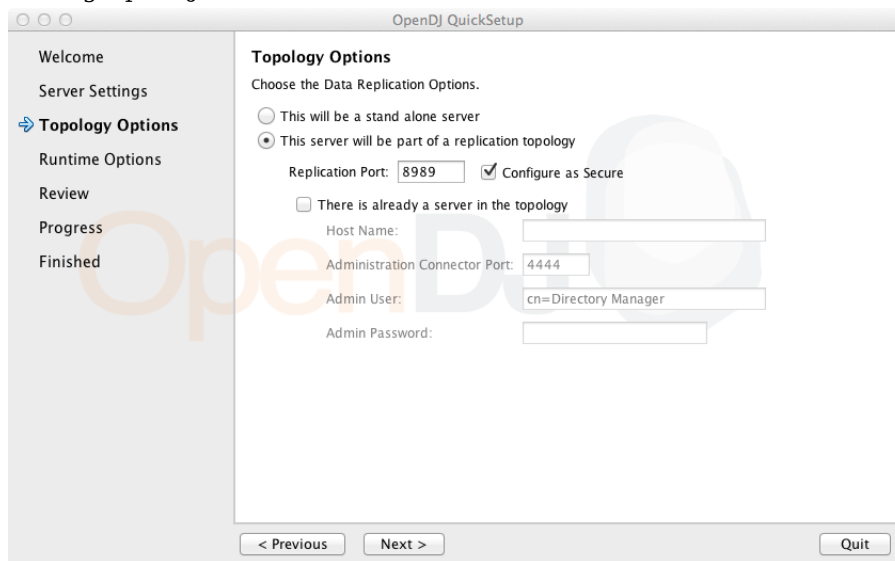 OpenDJ QuickSetup
Welcome
Server Settings
Topology Options
Runtime Options
Review
Progress
Finished
Topology Options
Choose the Data Replication Options.
This will be a stand alone server
This server will be part of a replication topology
Replication Port: 8989 Configure as Secure
There is already a server in the topology
Host Name:
Administration Connector Port: 4444
Admin User: cn=Directory Manager
Admin Password:
OpenDJ
< Previous Next > Quit